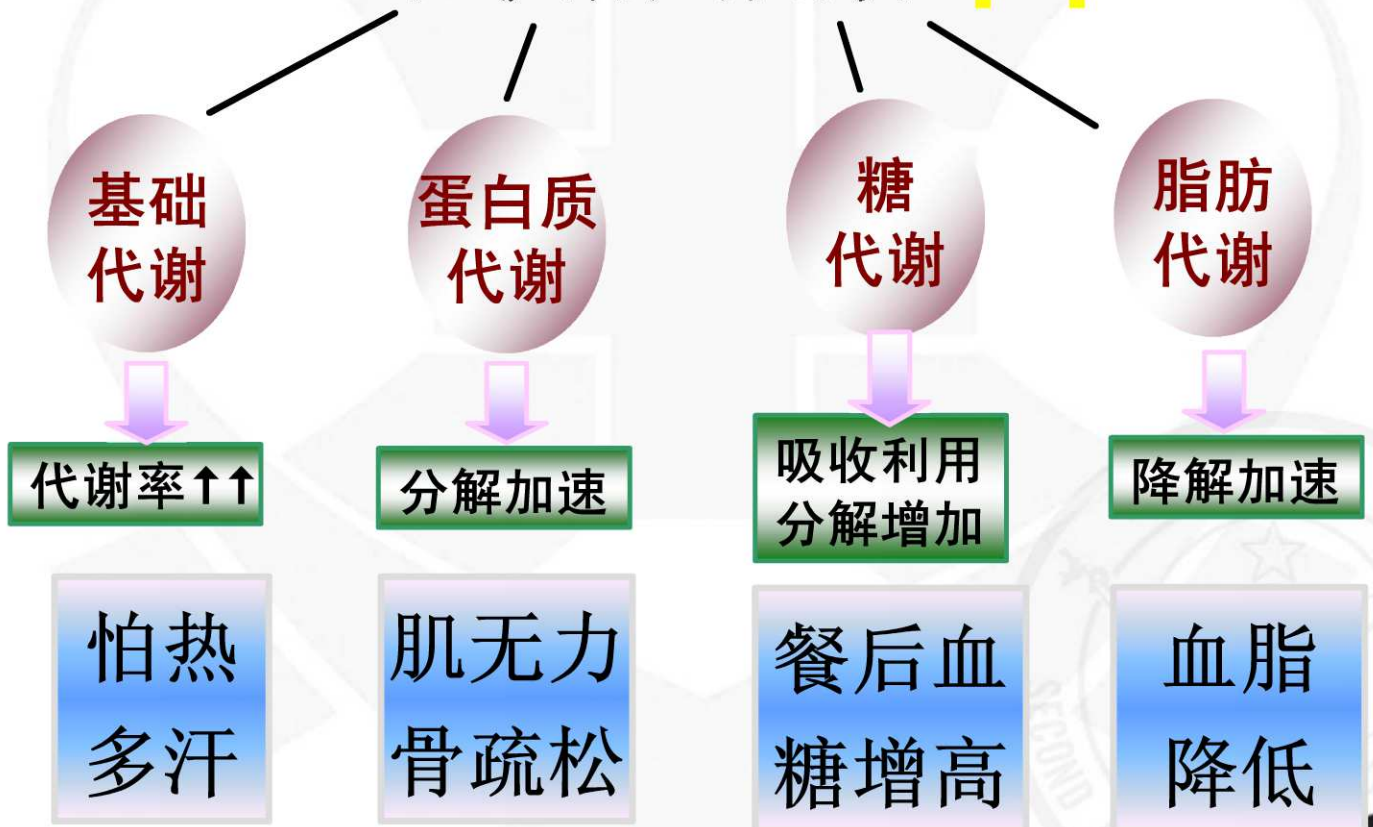 基础
代谢
蛋白质
代谢
糖
代谢
脂肪
代谢
代谢率↑↑
分解加速
吸收利用
分解增加
降解加速
怕热
多汗
肌无力
骨疏松
餐后血
糖增高
血脂
降低
SECOND